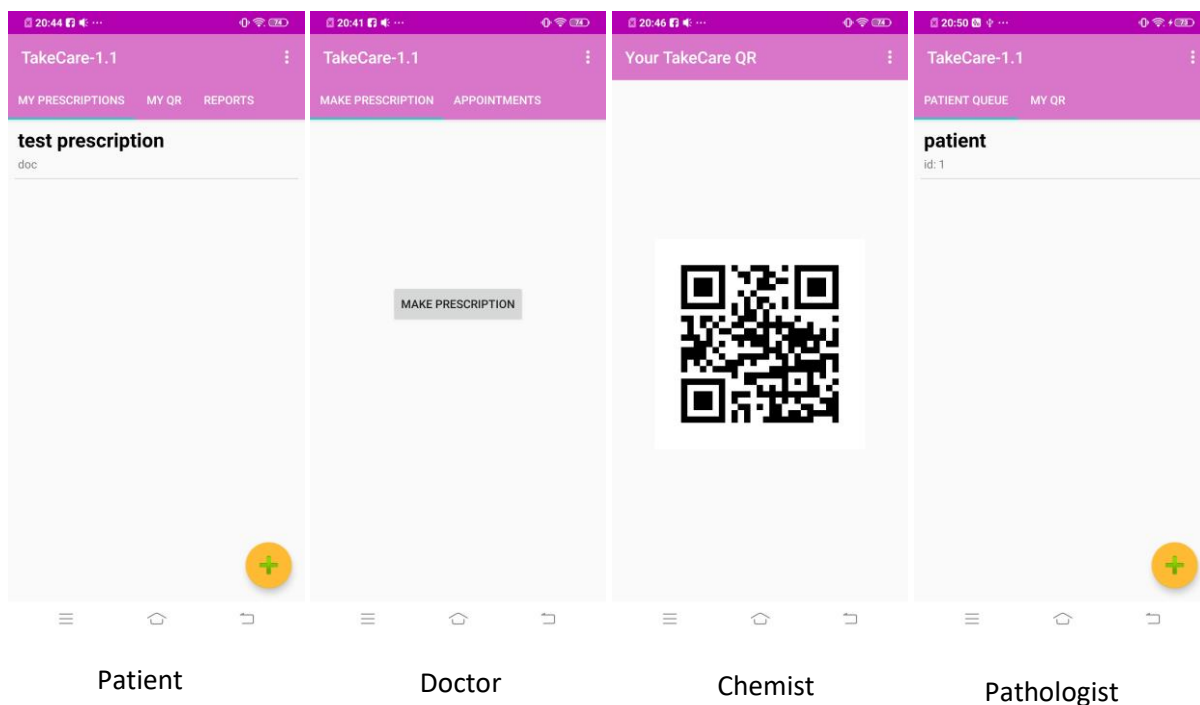 20:44
TakeCare-1.1
MY PRESCRIPTIONS MY QR REPORTS
test prescription
doc
Patient
20:41
TakeCare-1.1
MAKE PRESCRIPTION APPOINTMENTS
MAKE PRESCRIPTION
Doctor
20:46
Your TakeCare QR
Chemist
20:50
TakeCare-1.1
PATIENT QUEUE MY QR
patient
id: 1
Pathologist